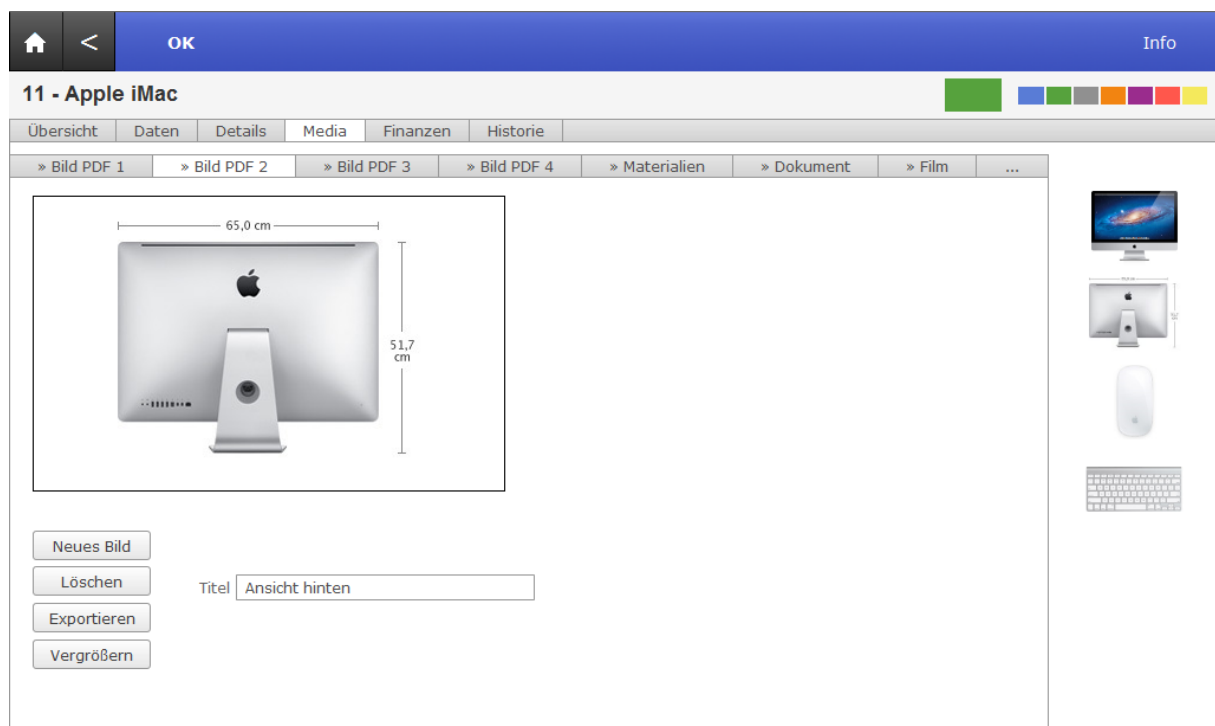 < OK Info
11 - Apple iMac
Übersicht Daten Details Media Finanzen Historie
» Bild PDF 1 » Bild PDF 2 » Bild PDF 3 » Bild PDF 4 » Materialien » Dokument » Film ...
65,0 cm
51,7
cm
Neues Bild
Löschen
Titel Ansicht hinten
Exportieren
Vergrößern